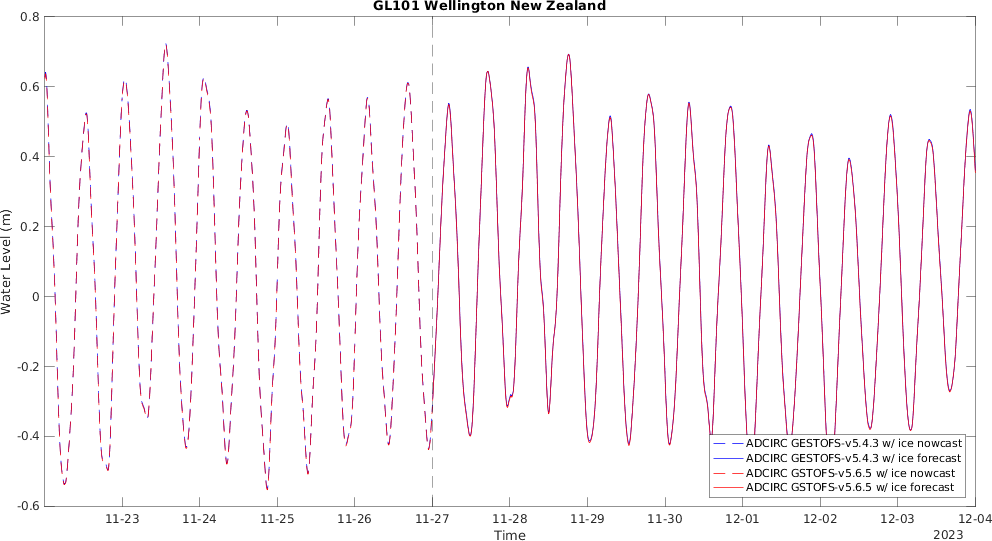 GL101 Wellington New Zealand
0.8
0.6
0.4
0.2
0
-0.2
-0.4
-0.6
Water Level (m)
ADCIRC GESTOFS-v5.4.3 w/ ice nowcast
ADCIRC GESTOFS-v5.4.3 w/ ice forecast
ADCIRC GSTOFS-v5.6.5 w/ ice nowcast
ADCIRC GSTOFS-v5.6.5 w/ ice forecast
11-23 11-24 11-25 11-26 11-27 11-28 11-29 11-30 12-01 12-02 12-03 12-04
Time
2023